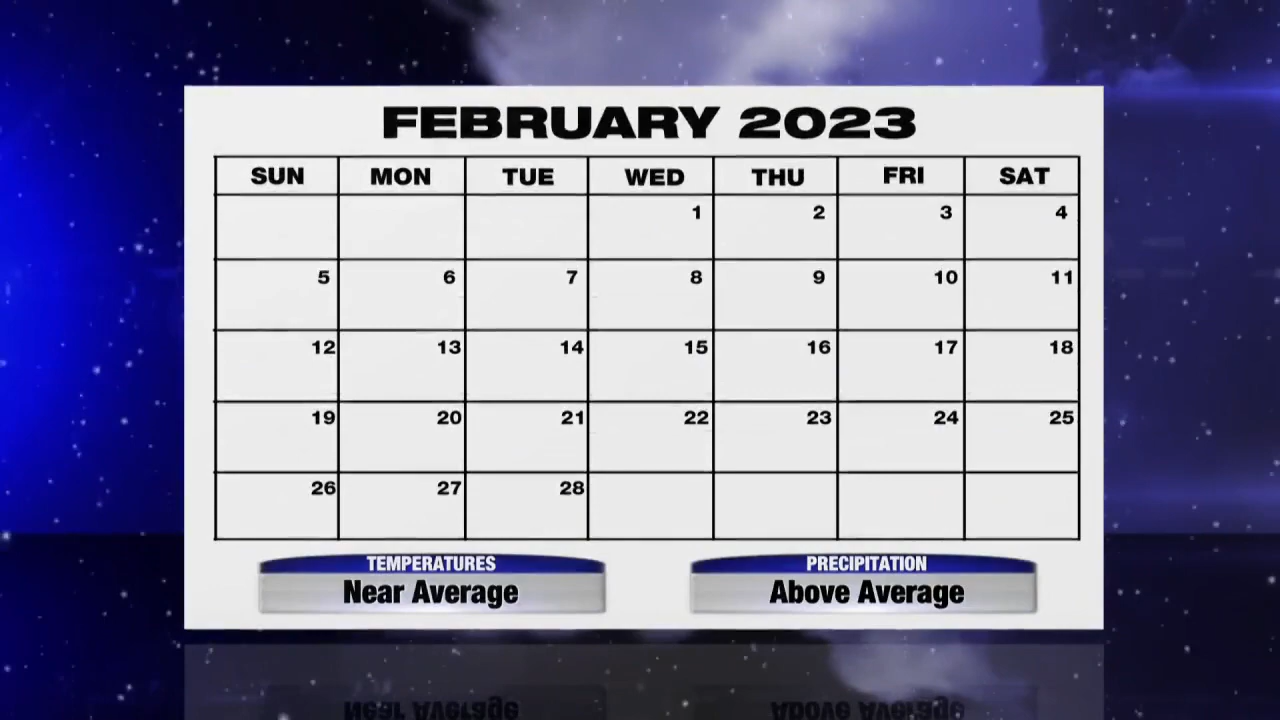 FEBRUARY 2023
SUN MON TUE WED THU FRI SAT
1 2 3 4
5 6 7 8 9 10 11
12 13 14 15 16 17 18
19 20 21 22 23 24 25
26 27 28
TEMPERATURES PRECIPITATION
Near Average Above Average